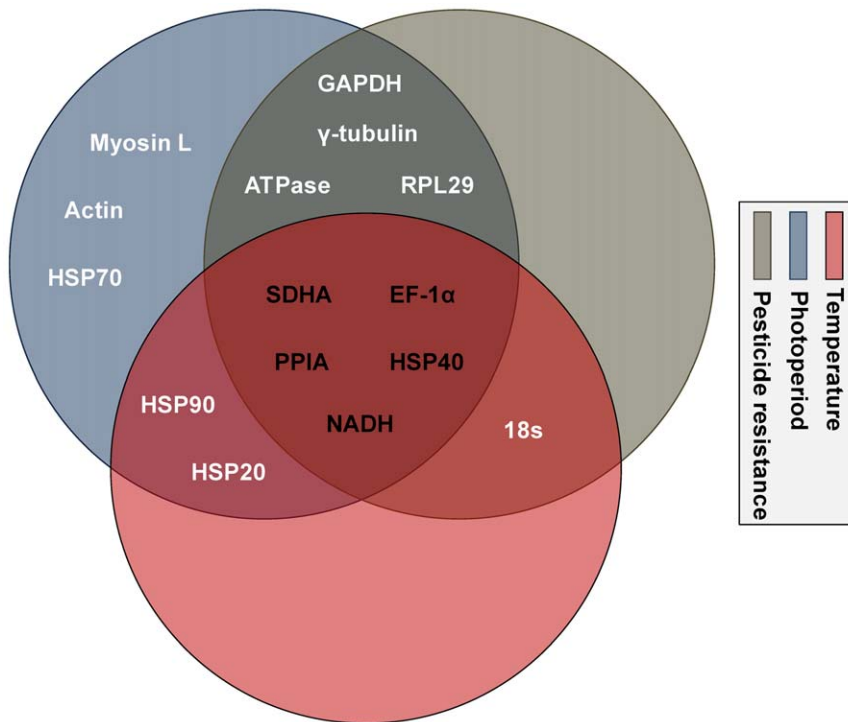 GAPDH
γ-tubulin
Myosin L
ATPase
RPL29
Actin
HSP70
SDHA
EF-1α
PPIA
HSP40
HSP90
NADH
18s
HSP20
Temperature
Photoperiod
Pesticide resistance